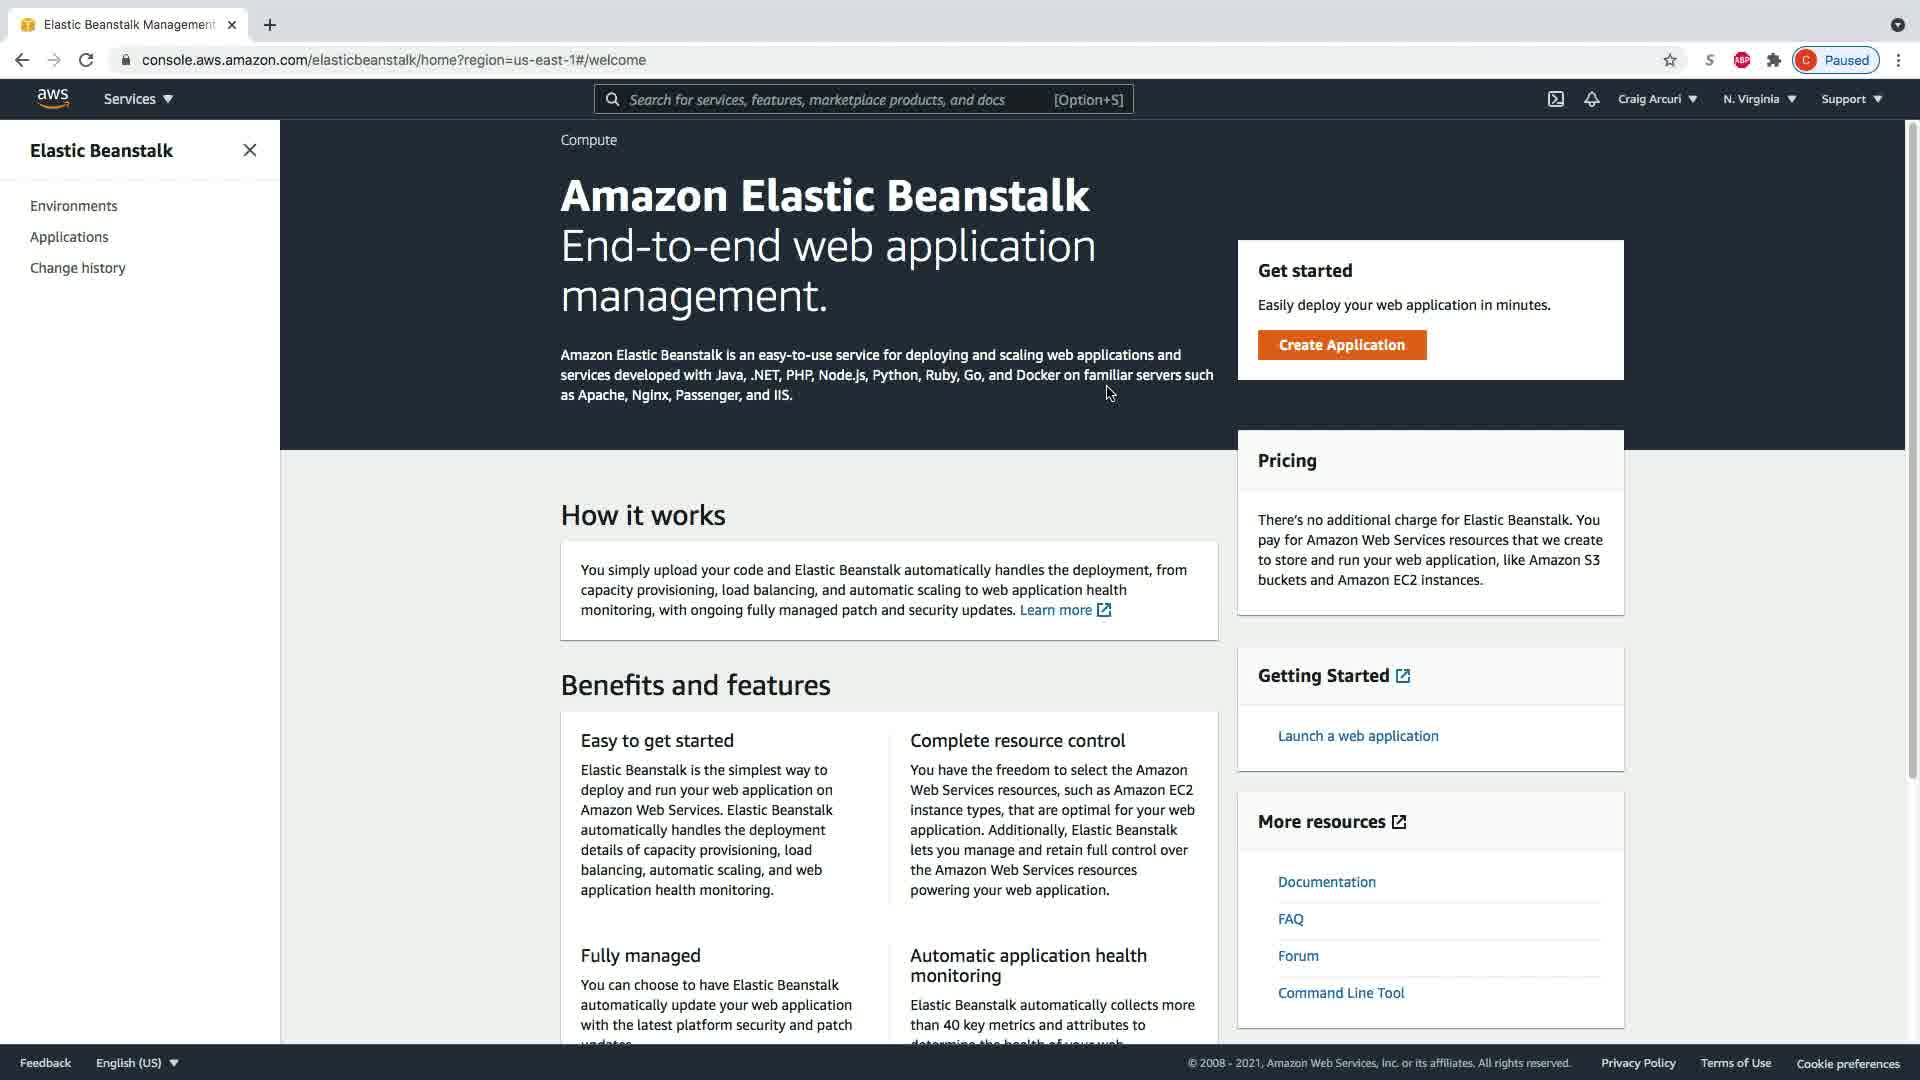 Elastic Beanstalk Management
console.aws.amazon.com/elasticbeanstalk/home?region=us-east-1#/welcome
S
ABP
C
Paused
aws
Services
Search for services, features, marketplace products, and docs
[Option+S]
Craig Arcuri
N. Virginia
Support
Elastic Beanstalk
Environments
Applications
Change history
Compute
Amazon Elastic Beanstalk
End-to-end web application
management.
Amazon Elastic Beanstalk is an easy-to-use service for deploying and scaling web applications and
services developed with Java, .NET, PHP, Node.js, Python, Ruby, Go, and Docker on familiar servers such
as Apache, Nginx, Passenger, and IIS.
Get started
Easily deploy your web application in minutes.
Create Application
Pricing
There's no additional charge for Elastic Beanstalk. You
pay for Amazon Web Services resources that we create
to store and run your web application, like Amazon S3
buckets and Amazon EC2 instances.
How it works
You simply upload your code and Elastic Beanstalk automatically handles the deployment, from
capacity provisioning, load balancing, and automatic scaling to web application health
monitoring, with ongoing fully managed patch and security updates. Learn more
Benefits and features
Easy to get started
Elastic Beanstalk is the simplest way to
deploy and run your web application on
Amazon Web Services. Elastic Beanstalk
automatically handles the deployment
details of capacity provisioning, load
balancing, automatic scaling, and web
application health monitoring.
Complete resource control
You have the freedom to select the Amazon
Web Services resources, such as Amazon EC2
instance types, that are optimal for your web
application. Additionally, Elastic Beanstalk
lets you manage and retain full control over
the Amazon Web Services resources
powering your web application.
Fully managed
You can choose to have Elastic Beanstalk
automatically update your web application
with the latest platform security and patch
updates.
Automatic application health
monitoring
Elastic Beanstalk automatically collects more
than 40 key metrics and attributes to
determine the health of your web
Getting Started
Launch a web application
More resources
Documentation
FAQ
Forum
Command Line Tool
Feedback
English (US)
© 2008 - 2021, Amazon Web Services, Inc. or its affiliates. All rights reserved.
Privacy Policy
Terms of Use
Cookie preferences